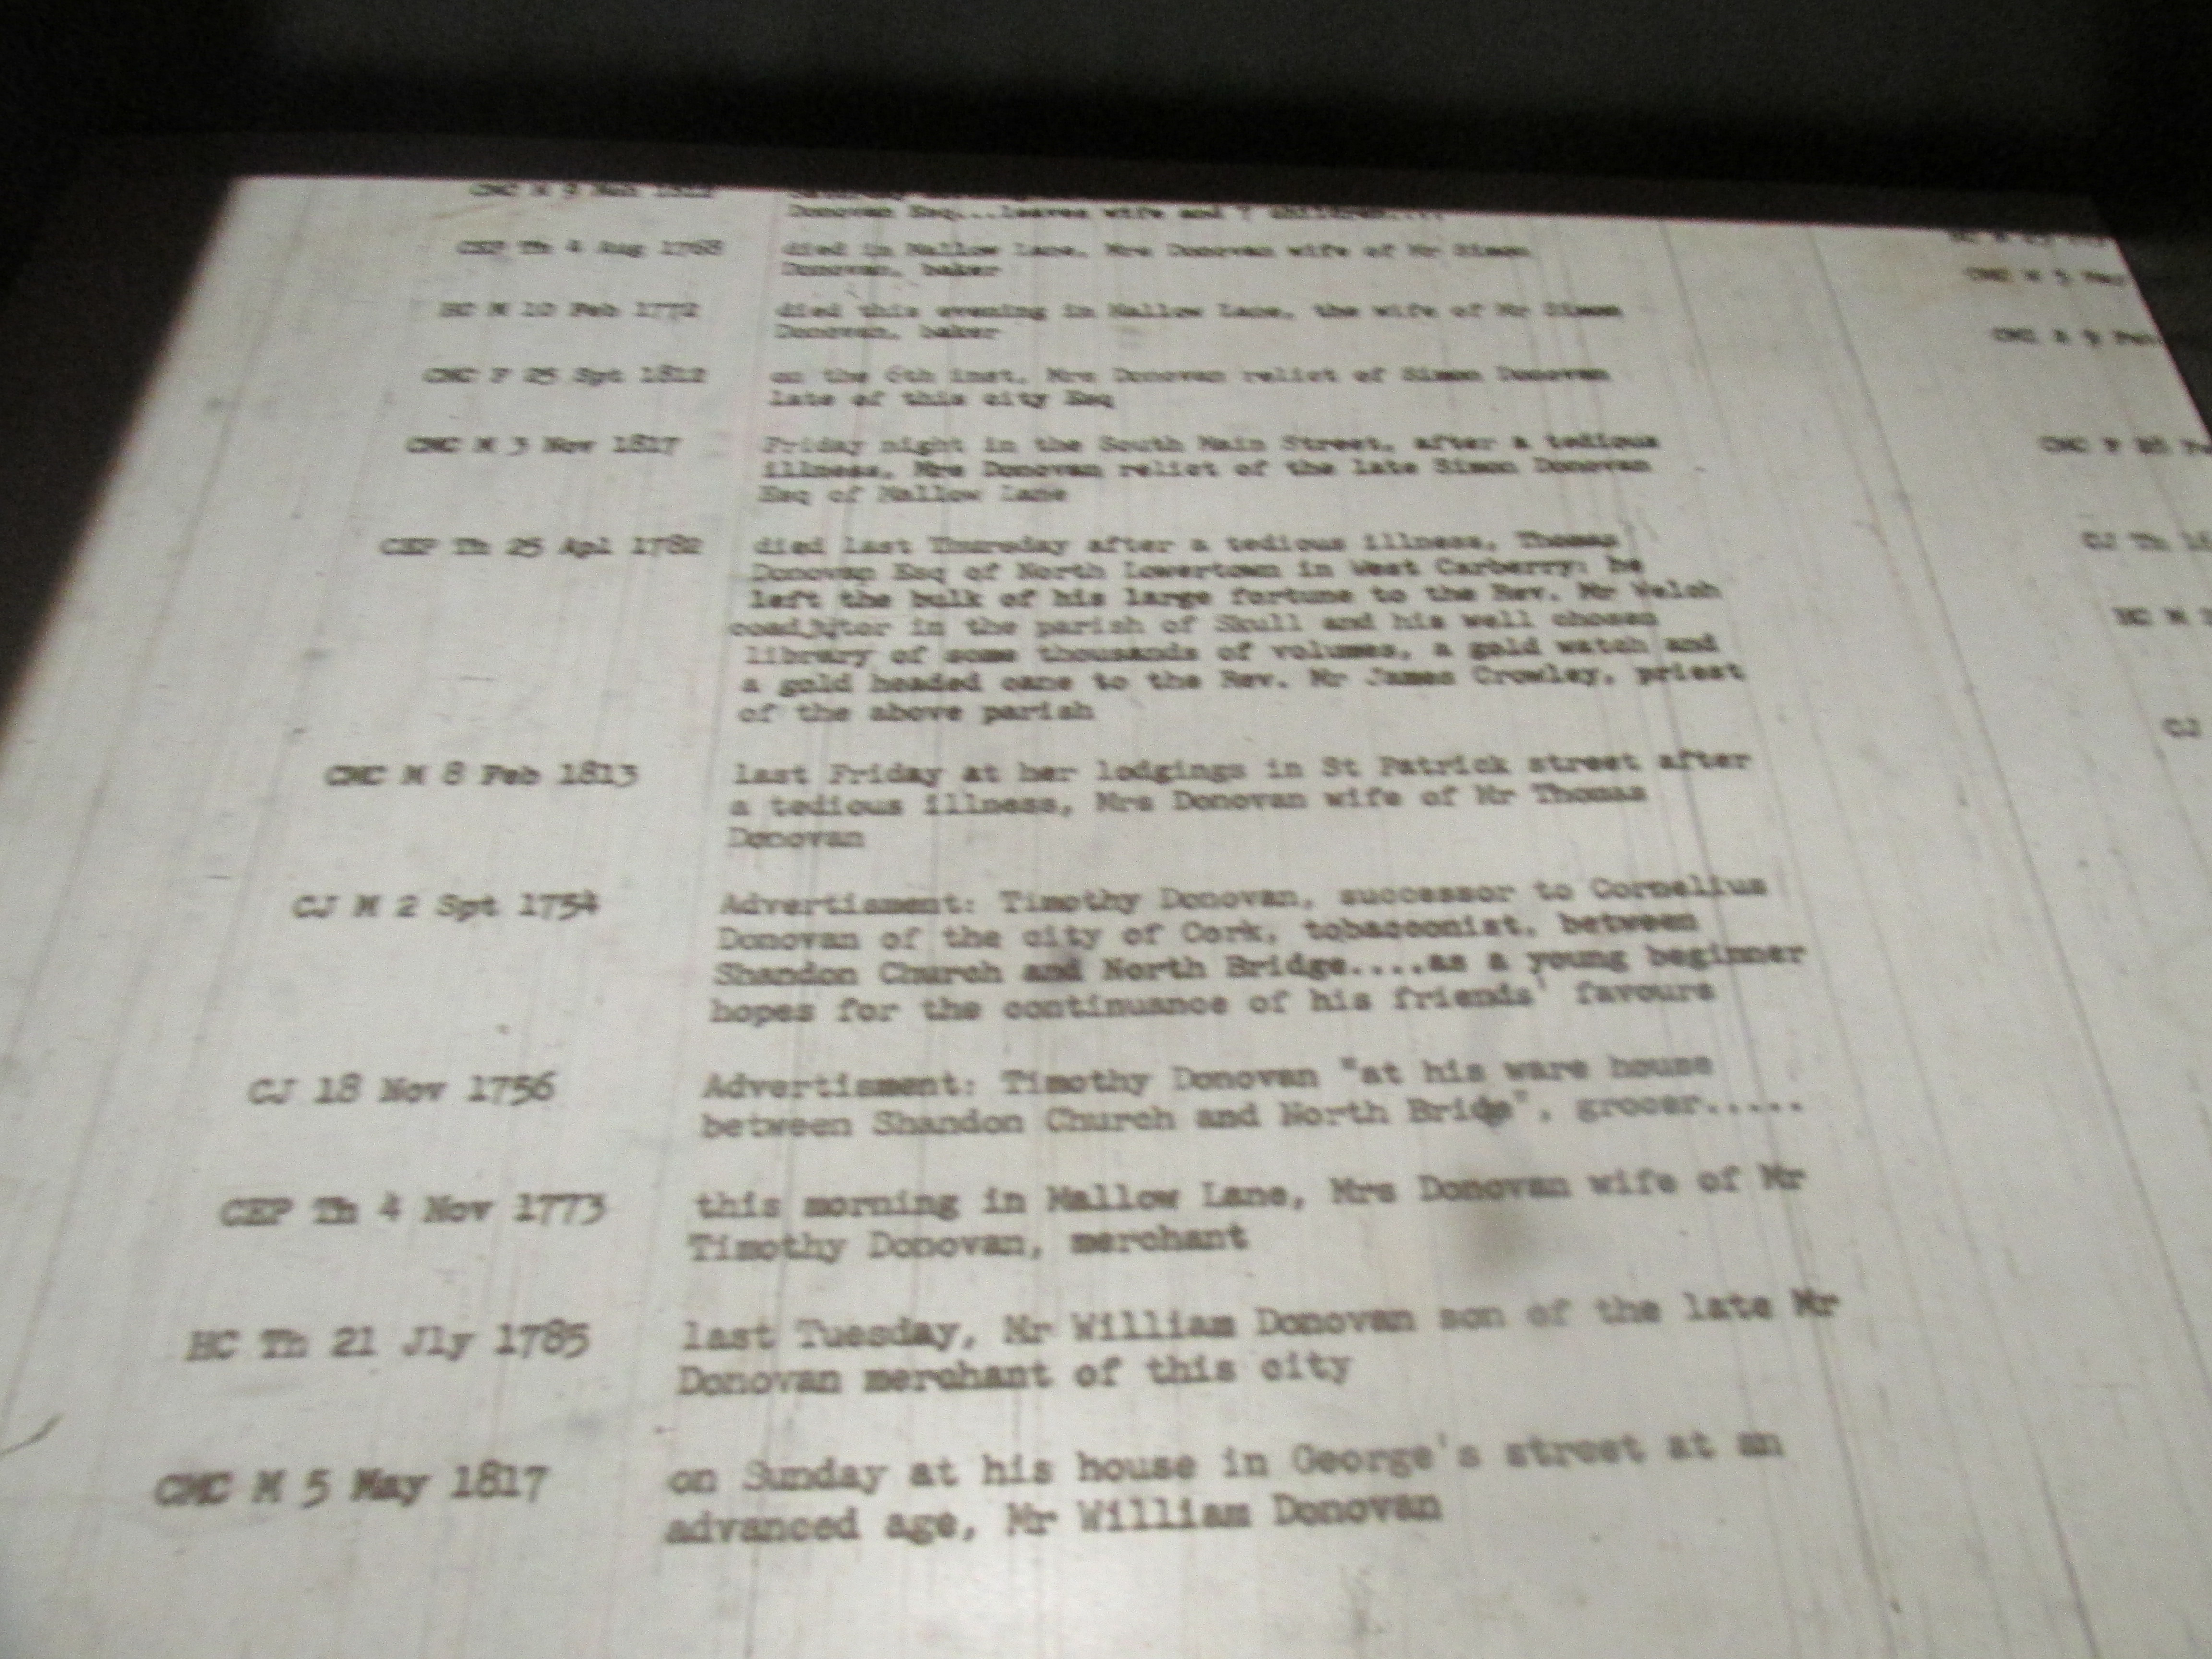 Donovan Esq...leaves wife and 7 children....
CEP Th 4 Aug 1768 died in Mallow Lane, Mrs Donovan wife of Mr Simon
Donovan, baker
HC M 10 Feb 1772 died this evening in Mallow Lane, the wife of Mr Simon
Donovan, baker
CMC F 25 Spt 1812 on the 6th inst, Mrs Donovan relict of Simon Donovan
late of this city Esq
CMC M 3 Nov 1817 Friday night in the South Main Street, after a tedious
illness, Mrs Donovan relict of the late Simon Donovan
Esq of Mallow Lane
CEP Th 25 Apl 1782 died last Thursday after a tedious illness, Thomas
Donovan Esq of North Lowertown in West Carberry: he
left the bulk of his large fortune to the Rev. Mr Welch
coadjutor in the parish of Skull and his well chosen
library of some thousands of volumes, a gold watch and
a gold headed cane to the Rev. Mr James Crowley, priest
of the above parish
CMC M 8 Feb 1813 last Friday at her lodgings in St Patrick street after
a tedious illness, Mrs Donovan wife of Mr Thomas
Donovan
CJ M 2 Spt 1754 Advertisment: Timothy Donovan, successor to Cornelius
Donovan of the city of Cork, tobacconist, between
Shandon Church and North Bridge....as a young beginner
hopes for the continuance of his friends' favours
CJ 18 Nov 1756 Advertisment: Timothy Donovan "at his ware house
between Shandon Church and North Bridge", grocer.....
CEP Th 4 Nov 1773 this morning in Mallow Lane, Mrs Donovan wife of Mr
Timothy Donovan, merchant
HC Th 21 Jly 1785 last Tuesday, Mr William Donovan son of the late Mr
Donovan merchant of this city
CMC M 5 May 1817 on Sunday at his house in George's street at an
advanced age, Mr William Donovan